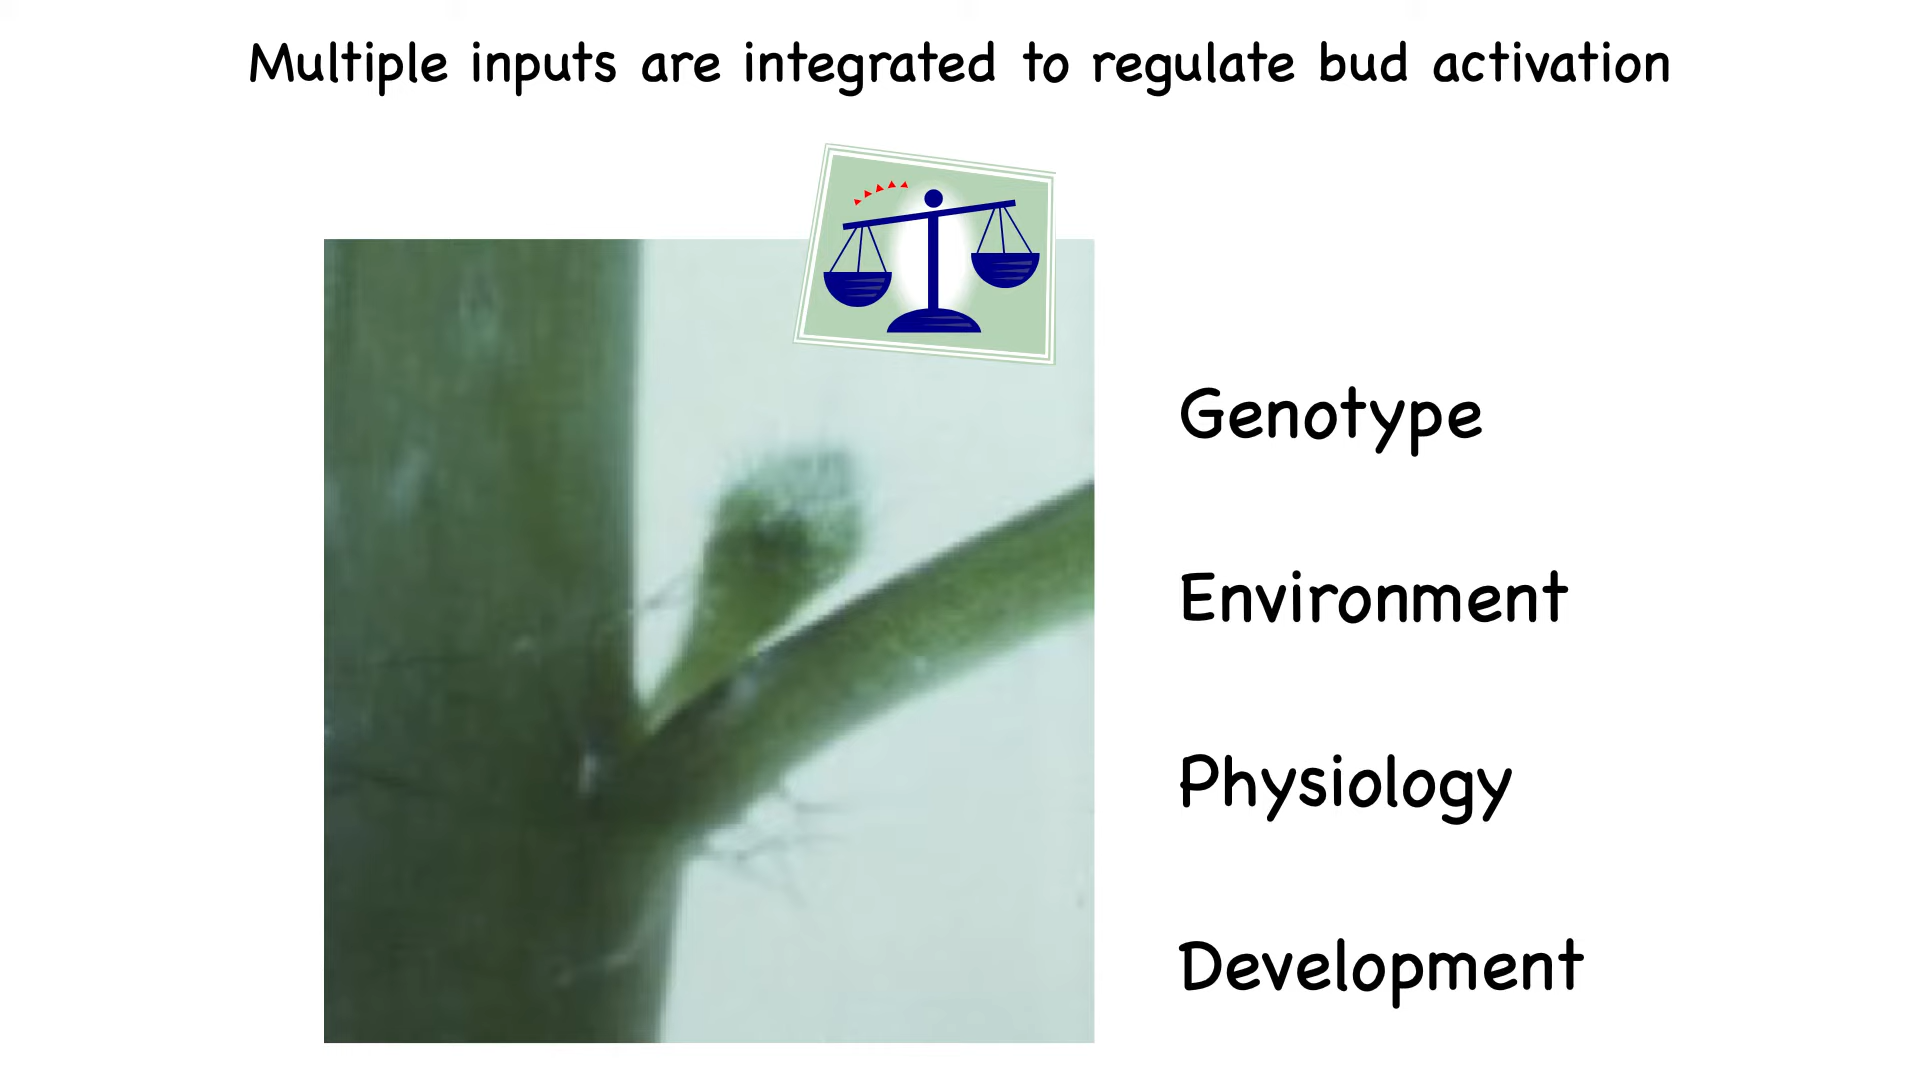 Multiple inputs are integrated to regulate bud activation
Genotype
Environment
Physiology
Development